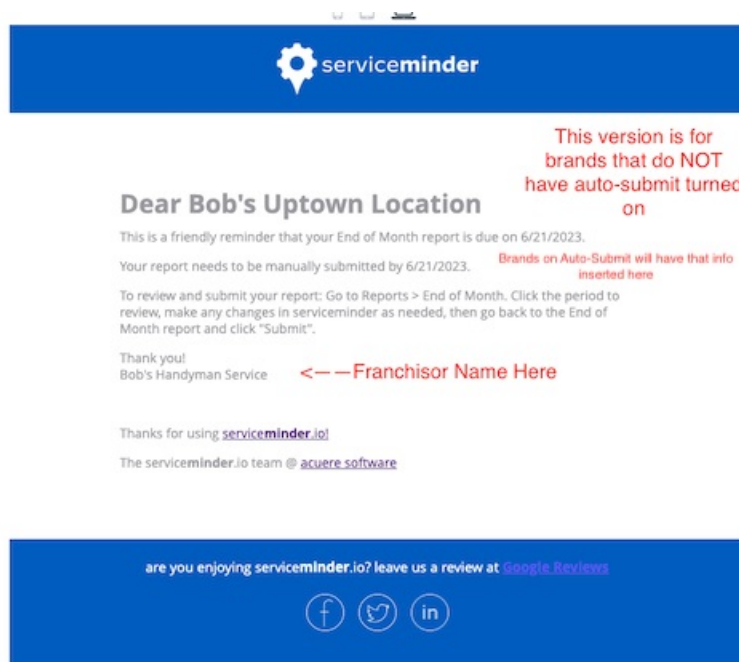 serviceminder
This version is for
brands that do NOT
have auto-submit turned
on
Dear Bob's Uptown Location
This is a friendly reminder that your End of Month report is due on 6/21/2023.
Your report needs to be manually submitted by 6/21/2023.
Brands on Auto-Submit will have that info
inserted here
To review and submit your report: Go to Reports > End of Month. Click the period to
review, make any changes in serviceminder as needed, then go back to the End of
Month report and click "Submit".
Thank you!
Bob's Handyman Service
<——Franchisor Name Here
Thanks for using serviceminder.io!
The serviceminder.io team @ acuere software
are you enjoying serviceminder.io? leave us a review at Google Reviews
f
in